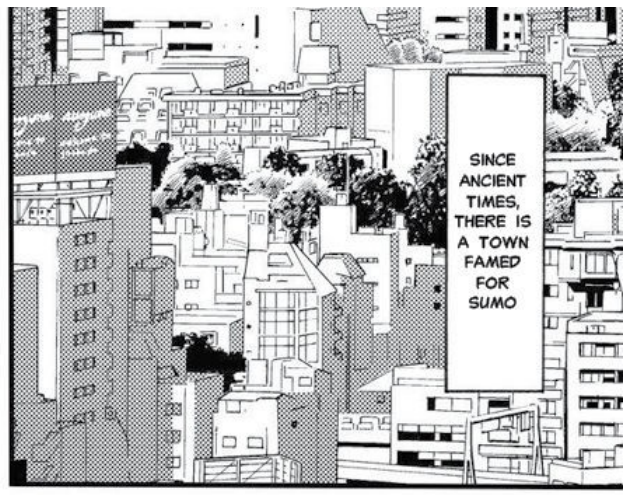 SINCE
ANCIENT
TIMES,
THERE IS
A TOWN
FAMED
FOR
SUMO